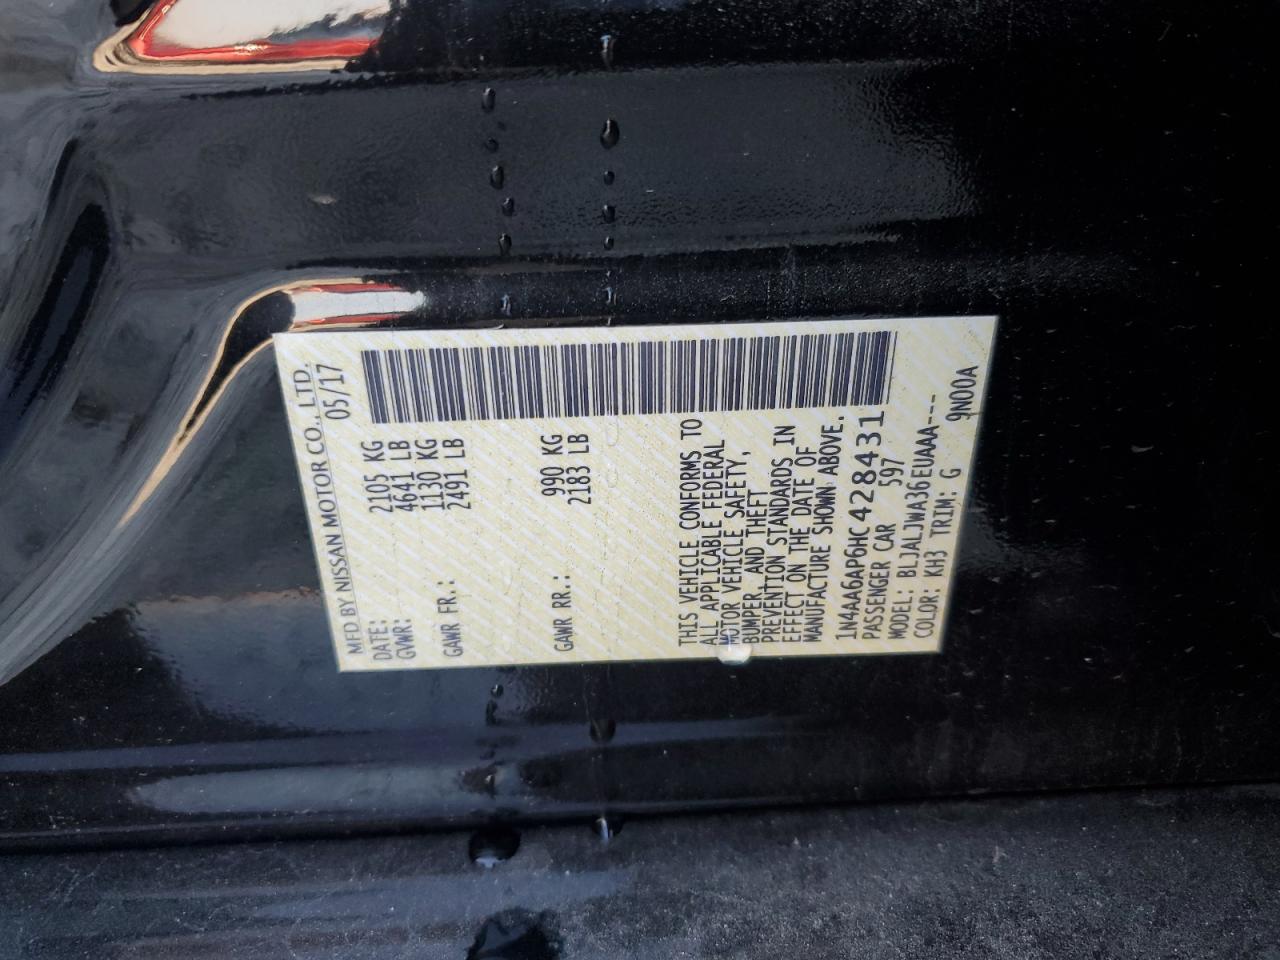 MFD BY NISSAN MOTOR CO., LTD.
DATE: 05/17
GVWR: 2105 KG
4641 LB
GAWR FR.: 1130 KG
2491 LB
GAWR RR.: 990 KG
2183 LB
THIS VEHICLE CONFORMS TO
ALL APPLICABLE FEDERAL
MOTOR VEHICLE SAFETY,
BUMPER, AND THEFT
PREVENTION STANDARDS IN
EFFECT ON THE DATE OF
MANUFACTURE SHOWN ABOVE.
1N4AA6AP6HC428431
PASSENGER CAR 597
MODEL: BLJALJWA36EUAAA---
COLOR: KH3 TRIM: G 9N00A